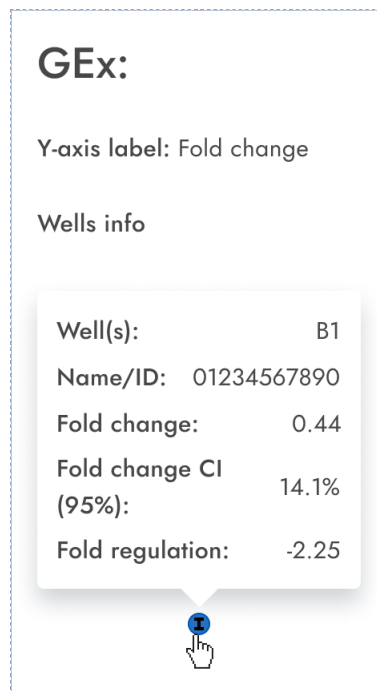 GEx:
Y-axis label: Fold change
Wells info
Well(s): B1
Name/ID: 01234567890
Fold change: 0.44
Fold change CI
(95%): 14.1%
Fold regulation: -2.25
I